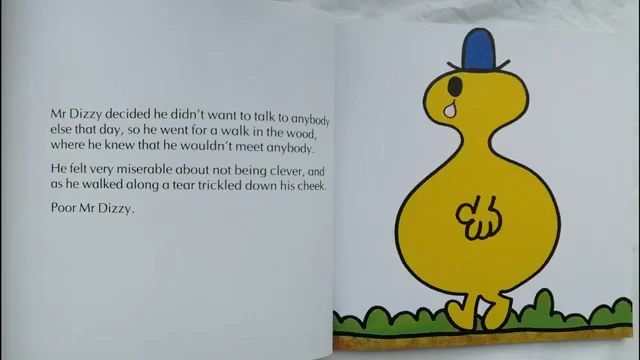 Mr Dizzy decided he didn't want to talk to anybody
else that day, so he went for a walk in the wood,
where he knew that he wouldn't meet anybody.
He felt very miserable about not being clever, and
as he walked along a tear trickled down his cheek.
Poor Mr Dizzy.